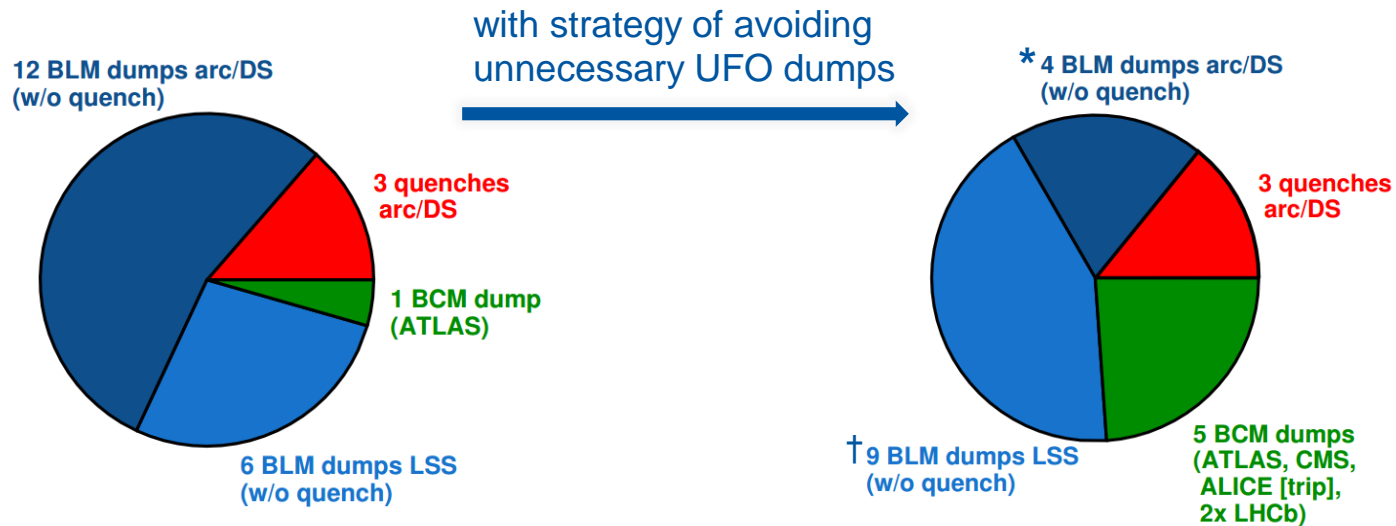 with strategy of avoiding
unnecessary UFO dumps
12 BLM dumps arc/DS
(w/o quench)
3 quenches
arc/DS
1 BCM dump
(ATLAS)
6 BLM dumps LSS
(w/o quench)
* 4 BLM dumps arc/DS
(w/o quench)
3 quenches
arc/DS
† 9 BLM dumps LSS
(w/o quench)
5 BCM dumps
(ATLAS, CMS,
ALICE [trip],
2x LHCb)